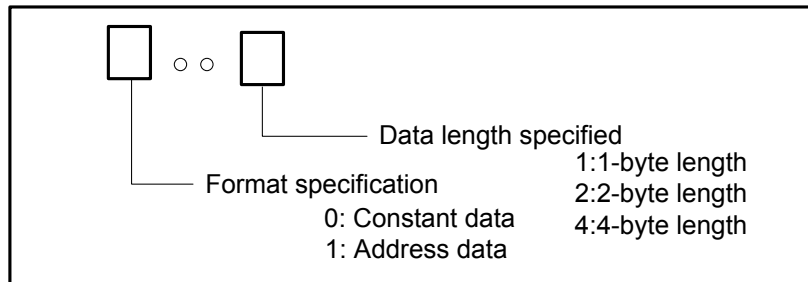 Data length specified
1:1-byte length
2:2-byte length
4:4-byte length
Format specification
0: Constant data
1: Address data